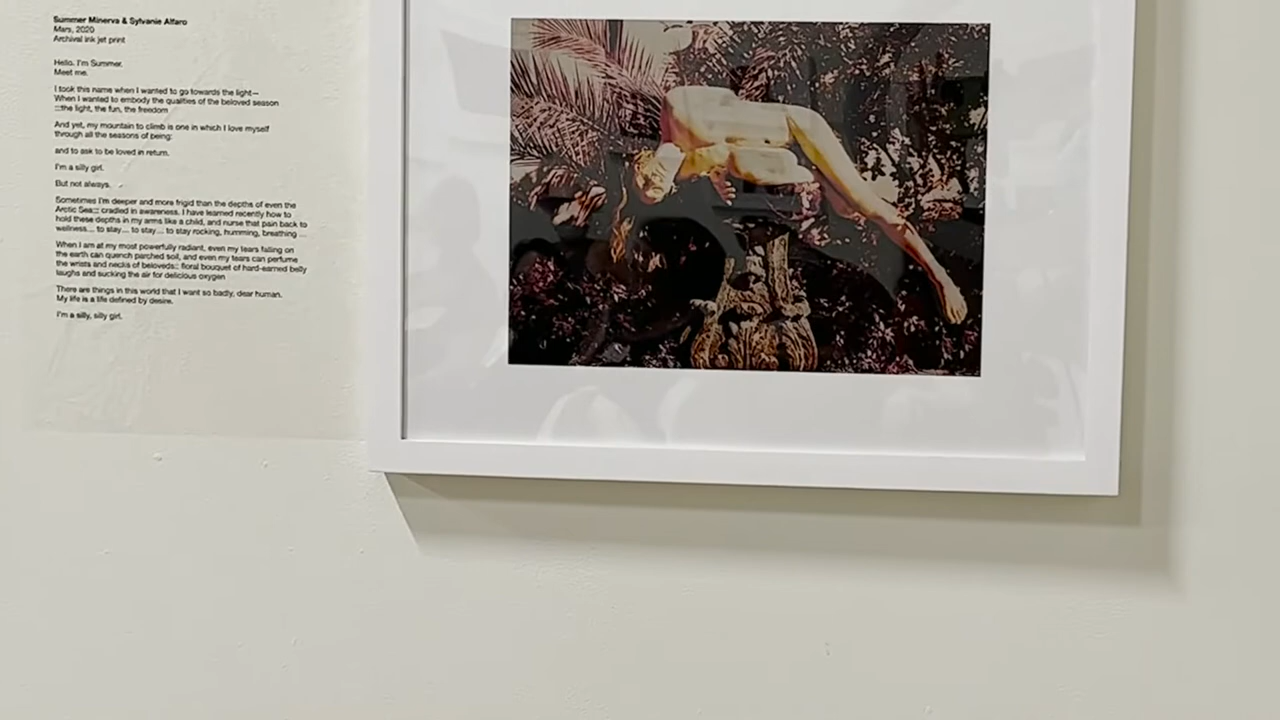 Summer Minerva & Sylvanie Alfaro
Mars, 2020
Archival ink jet print
Hello. I'm Summer.
Meet me.
I took this name when I wanted to go towards the light—
When I wanted to embody the qualities of the beloved season
:::the light, the fun, the freedom
And yet, my mountain to climb is one in which I love myself
through all the seasons of being:
and to ask to be loved in return.
I'm a silly girl.
But not always.
Sometimes I'm deeper and more frigid than the depths of even the
Arctic Sea::: cradled in awareness. I have learned recently how to
hold these depths in my arms like a child, and nurse that pain back to
wellness.... to stay.... to stay.... to stay rocking, humming, breathing ...
When I am at my most powerfully radiant, even my tears falling on
the earth can quench parched soil, and even my tears can perfume
the wrists and necks of beloveds:: floral bouquet of hard-earned belly
laughs and sucking the air for delicious oxygen
There are things in this world that I want so badly, dear human.
My life is a life defined by desire.
I'm a silly, silly girl.